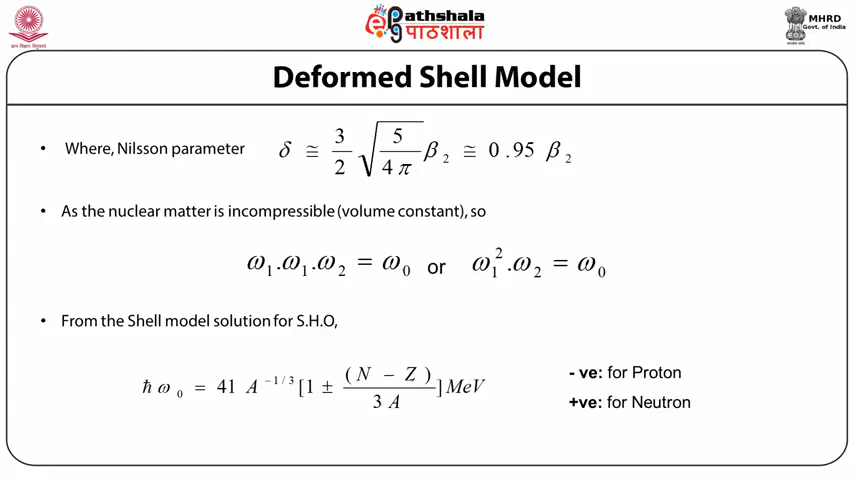 ePathshala
पाठशाला
MHRD
Govt. of India
Deformed Shell Model
• Where, Nilsson parameter δ ≅ 3/2 √(5/4π) β₂ ≅ 0.95 β₂
• As the nuclear matter is incompressible (volume constant), so
ω₁.ω₁.ω₂ = ω₀ or ω₁².ω₂ = ω₀
• From the Shell model solution for S.H.O,
ħω₀ = 41 A^(-1/3) [1 ± (N − Z)/3A] MeV
- ve: for Proton
+ve: for Neutron